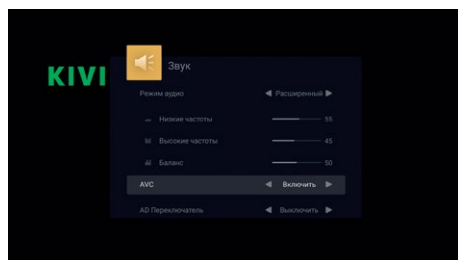 KIVI
Звук
Режим аудио Расширенный
Низкие частоты 55
Высокие частоты 45
Баланс 50
AVC Включить
AD Переключатель Выключить